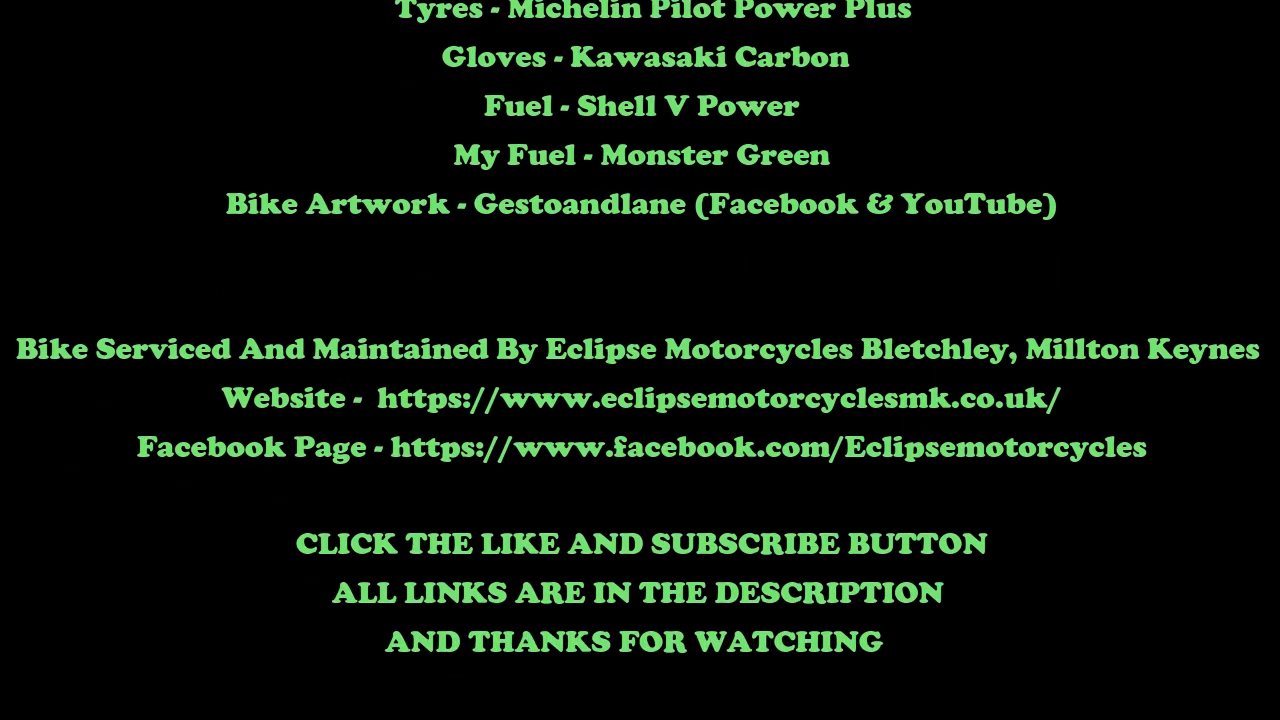 Tyres - Michelin Pilot Power Plus
Gloves - Kawasaki Carbon
Fuel - Shell V Power
My Fuel - Monster Green
Bike Artwork - Gestoandlane (Facebook & YouTube)
Bike Serviced And Maintained By Eclipse Motorcycles Bletchley, Millton Keynes
Website -  https://www.eclipsemotorcyclesmk.co.uk/
Facebook Page - https://www.facebook.com/Eclipsemotorcycles
CLICK THE LIKE AND SUBSCRIBE BUTTON
ALL LINKS ARE IN THE DESCRIPTION
AND THANKS FOR WATCHING